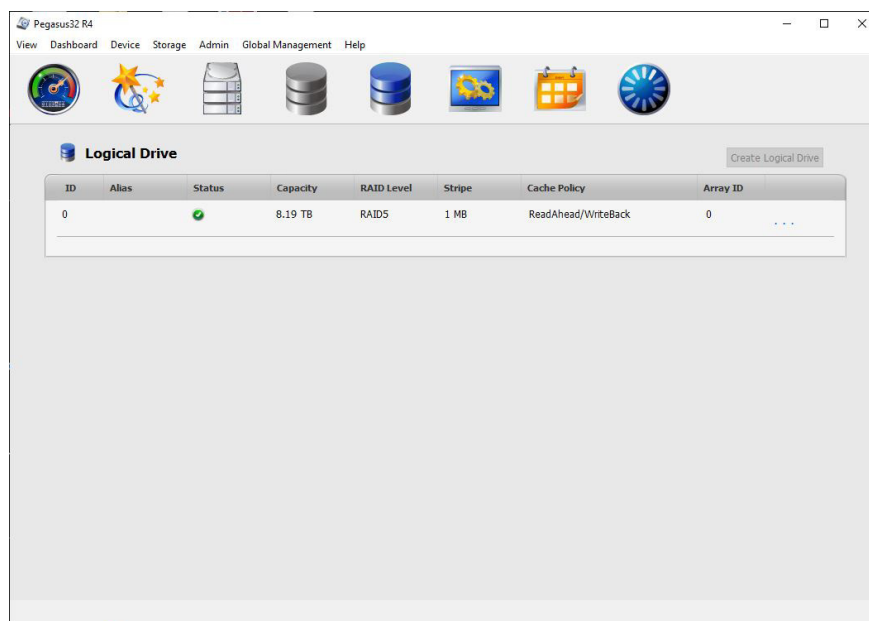 Pegasus32 R4
View Dashboard Device Storage Admin Global Management Help
Logical Drive
Create Logical Drive
ID Alias Status Capacity RAID Level Stripe Cache Policy Array ID
0 8.19 TB RAID5 1 MB ReadAhead/WriteBack 0 ...